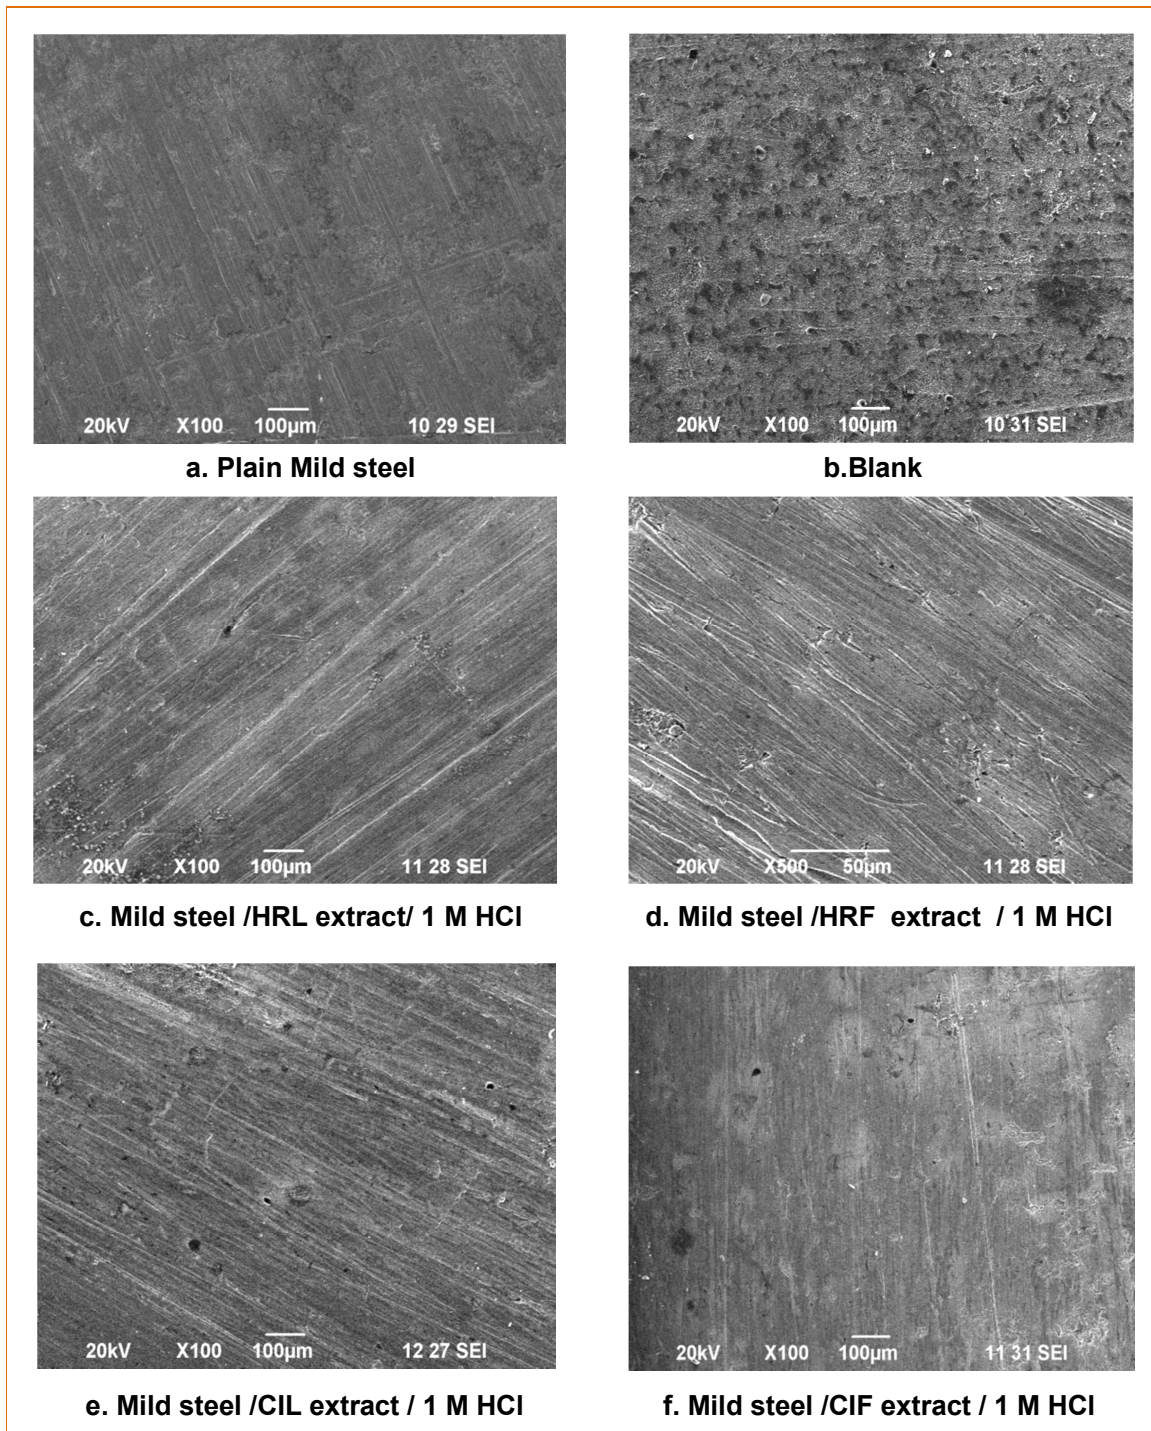 20kV X100 100µm 10 29 SEI
20kV X100 100µm 10 31 SEI
a. Plain Mild steel
b.Blank
20kV X100 100µm 11 28 SEI
20kV X500 50µm 11 28 SEI
c. Mild steel /HRL extract/ 1 M HCl
d. Mild steel /HRF extract / 1 M HCl
20kV X100 100µm 12 27 SEI
20kV X100 100µm 11 31 SEI
e. Mild steel /CIL extract / 1 M HCl
f. Mild steel /CIF extract / 1 M HCl